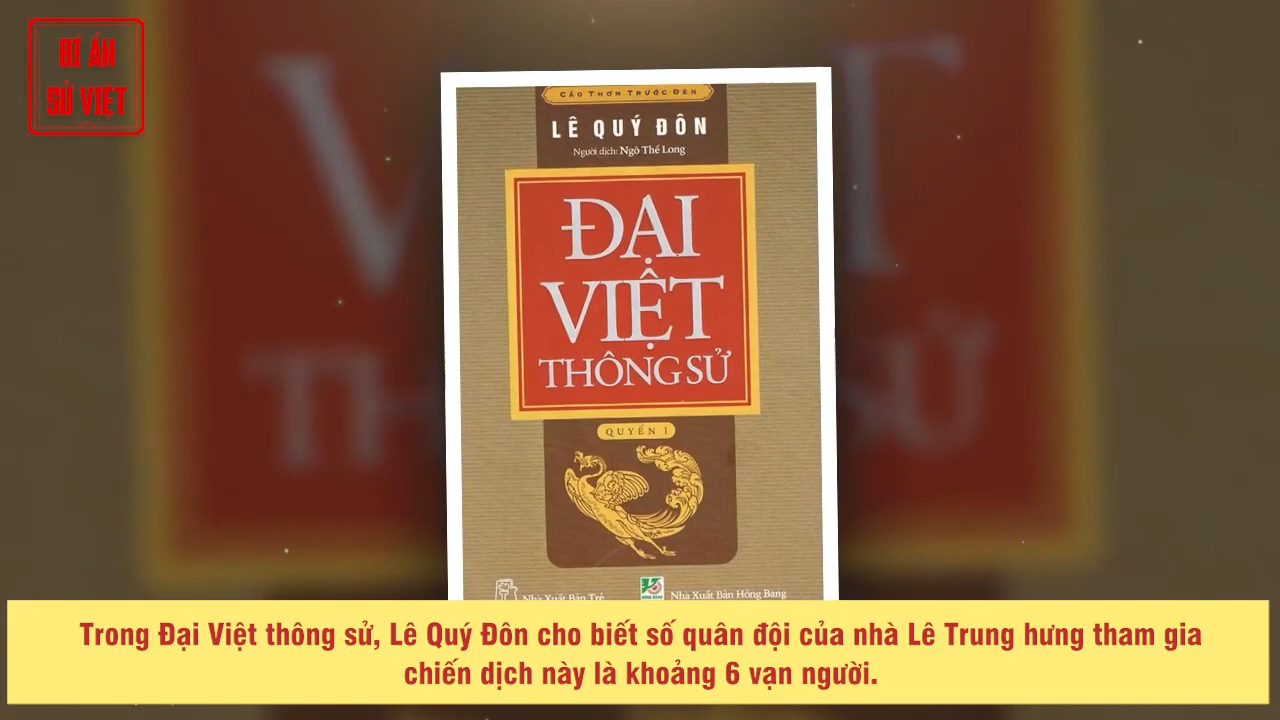 BÍ ẨN
SỬ VIỆT
CẢO THƠM TRƯỚC ĐÈN
LÊ QUÝ ĐÔN
Người dịch: Ngô Thế Long
ĐẠI
VIỆT
THÔNG SỬ
QUYỂN I
Nhà Xuất Bản Trẻ
Nhà Xuất Bản Hồng Bàng
Trong Đại Việt thông sử, Lê Quý Đôn cho biết số quân đội của nhà Lê Trung hưng tham gia
chiến dịch này là khoảng 6 vạn người.